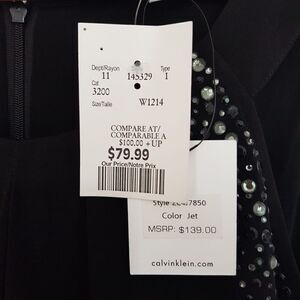 Dept/Rayon Type
11 145329 1
Cat
3200
Size/Taille W1214
COMPARE AT/
COMPARABLE A
$100.00 + UP
$79.99
Our Price/Notre Prix
Style
Color Jet
MSRP: $139.00
calvinklein.com